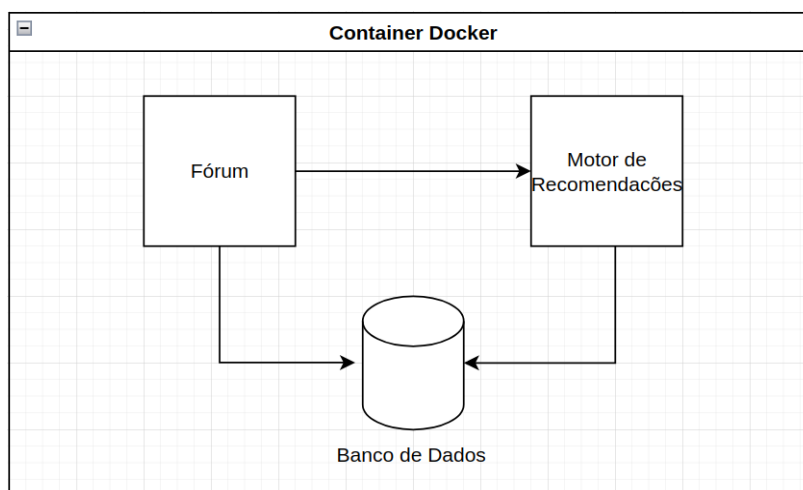 Container Docker
Fórum
Motor de
Recomendacões
Banco de Dados